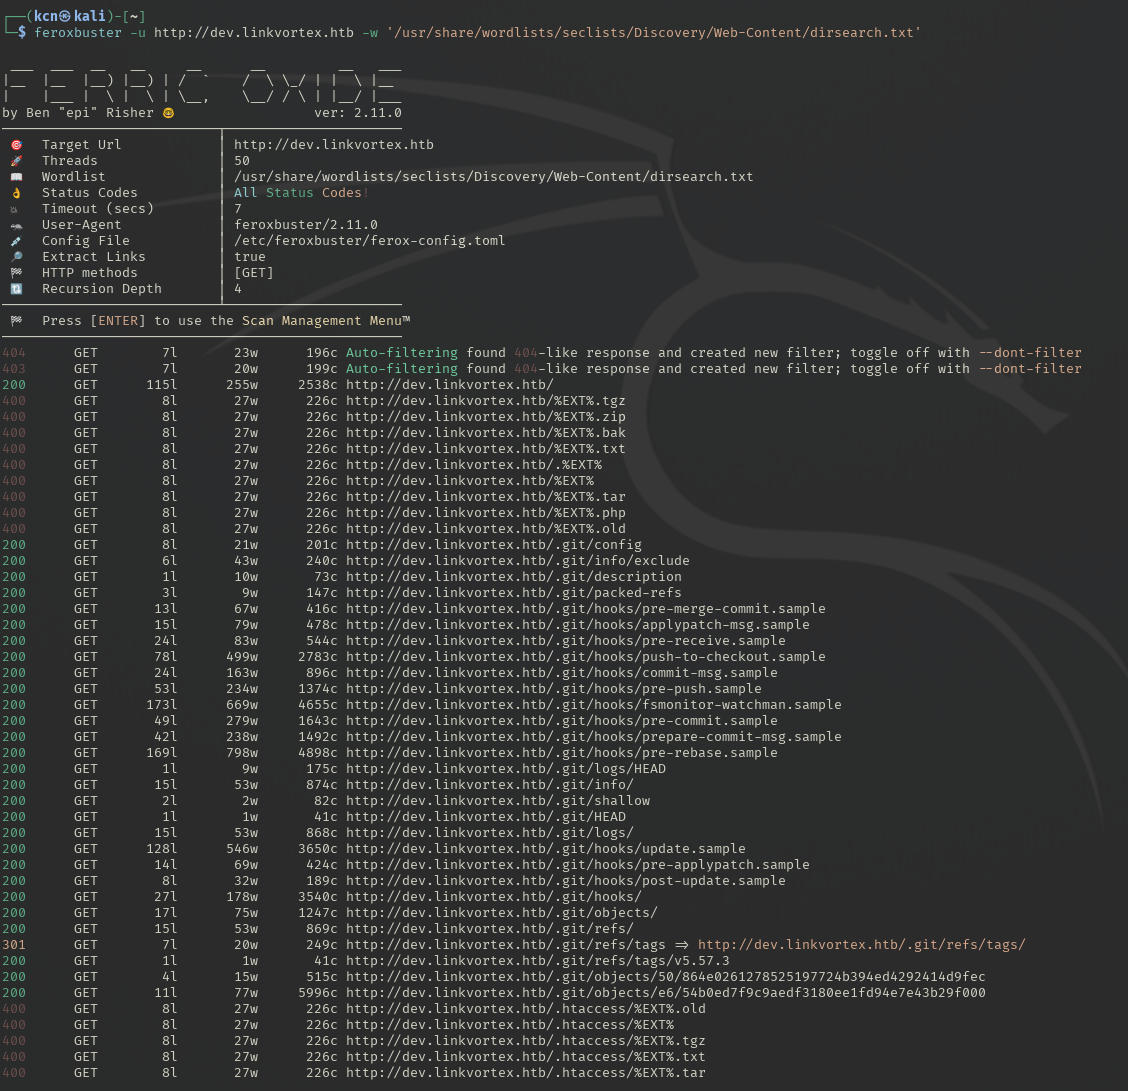 ┌──(kcn㉿kali)-[~]
└─$ feroxbuster -u http://dev.linkvortex.htb -w '/usr/share/wordlists/seclists/Discovery/Web-Content/dirsearch.txt'
FERRIC OXIDE
by Ben "epi" Risher 🤓 ver: 2.11.0
🎯 Target Url │ http://dev.linkvortex.htb
🚀 Threads │ 50
📖 Wordlist │ /usr/share/wordlists/seclists/Discovery/Web-Content/dirsearch.txt
👌 Status Codes │ All Status Codes!
💥 Timeout (secs) │ 7
🦡 User-Agent │ feroxbuster/2.11.0
💉 Config File │ /etc/feroxbuster/ferox-config.toml
🔎 Extract Links │ true
🏁 HTTP methods │ [GET]
🔃 Recursion Depth │ 4
🏁 Press [ENTER] to use the Scan Management Menu™
404 GET 7l 23w 196c Auto-filtering found 404-like response and created new filter; toggle off with --dont-filter
403 GET 7l 20w 199c Auto-filtering found 404-like response and created new filter; toggle off with --dont-filter
200 GET 115l 255w 2538c http://dev.linkvortex.htb/
400 GET 8l 27w 226c http://dev.linkvortex.htb/%EXT%.tgz
400 GET 8l 27w 226c http://dev.linkvortex.htb/%EXT%.zip
400 GET 8l 27w 226c http://dev.linkvortex.htb/%EXT%.bak
400 GET 8l 27w 226c http://dev.linkvortex.htb/%EXT%.txt
400 GET 8l 27w 226c http://dev.linkvortex.htb/.%EXT%
400 GET 8l 27w 226c http://dev.linkvortex.htb/%EXT%
400 GET 8l 27w 226c http://dev.linkvortex.htb/%EXT%.tar
400 GET 8l 27w 226c http://dev.linkvortex.htb/%EXT%.php
400 GET 8l 27w 226c http://dev.linkvortex.htb/%EXT%.old
200 GET 8l 21w 201c http://dev.linkvortex.htb/.git/config
200 GET 6l 43w 240c http://dev.linkvortex.htb/.git/info/exclude
200 GET 1l 10w 73c http://dev.linkvortex.htb/.git/description
200 GET 3l 9w 147c http://dev.linkvortex.htb/.git/packed-refs
200 GET 13l 67w 416c http://dev.linkvortex.htb/.git/hooks/pre-merge-commit.sample
200 GET 15l 79w 478c http://dev.linkvortex.htb/.git/hooks/applypatch-msg.sample
200 GET 24l 83w 544c http://dev.linkvortex.htb/.git/hooks/pre-receive.sample
200 GET 78l 499w 2783c http://dev.linkvortex.htb/.git/hooks/push-to-checkout.sample
200 GET 24l 163w 896c http://dev.linkvortex.htb/.git/hooks/commit-msg.sample
200 GET 53l 234w 1374c http://dev.linkvortex.htb/.git/hooks/pre-push.sample
200 GET 173l 669w 4655c http://dev.linkvortex.htb/.git/hooks/fsmonitor-watchman.sample
200 GET 49l 279w 1643c http://dev.linkvortex.htb/.git/hooks/pre-commit.sample
200 GET 42l 238w 1492c http://dev.linkvortex.htb/.git/hooks/prepare-commit-msg.sample
200 GET 169l 798w 4898c http://dev.linkvortex.htb/.git/hooks/pre-rebase.sample
200 GET 1l 9w 175c http://dev.linkvortex.htb/.git/logs/HEAD
200 GET 15l 53w 874c http://dev.linkvortex.htb/.git/info/
200 GET 2l 2w 82c http://dev.linkvortex.htb/.git/shallow
200 GET 1l 1w 41c http://dev.linkvortex.htb/.git/HEAD
200 GET 15l 53w 868c http://dev.linkvortex.htb/.git/logs/
200 GET 128l 546w 3650c http://dev.linkvortex.htb/.git/hooks/update.sample
200 GET 14l 69w 424c http://dev.linkvortex.htb/.git/hooks/pre-applypatch.sample
200 GET 8l 32w 189c http://dev.linkvortex.htb/.git/hooks/post-update.sample
200 GET 27l 178w 3540c http://dev.linkvortex.htb/.git/hooks/
200 GET 17l 75w 1247c http://dev.linkvortex.htb/.git/objects/
200 GET 15l 53w 869c http://dev.linkvortex.htb/.git/refs/
301 GET 7l 20w 249c http://dev.linkvortex.htb/.git/refs/tags => http://dev.linkvortex.htb/.git/refs/tags/
200 GET 1l 1w 41c http://dev.linkvortex.htb/.git/refs/tags/v5.57.3
200 GET 4l 15w 515c http://dev.linkvortex.htb/.git/objects/50/864e0261278525197724b394ed4292414d9fec
200 GET 11l 77w 5996c http://dev.linkvortex.htb/.git/objects/e6/54b0ed7f9c9aedf3180ee1fd94e7e43b29f000
400 GET 8l 27w 226c http://dev.linkvortex.htb/.htaccess/%EXT%.old
400 GET 8l 27w 226c http://dev.linkvortex.htb/.htaccess/%EXT%
400 GET 8l 27w 226c http://dev.linkvortex.htb/.htaccess/%EXT%.tgz
400 GET 8l 27w 226c http://dev.linkvortex.htb/.htaccess/%EXT%.txt
400 GET 8l 27w 226c http://dev.linkvortex.htb/.htaccess/%EXT%.tar